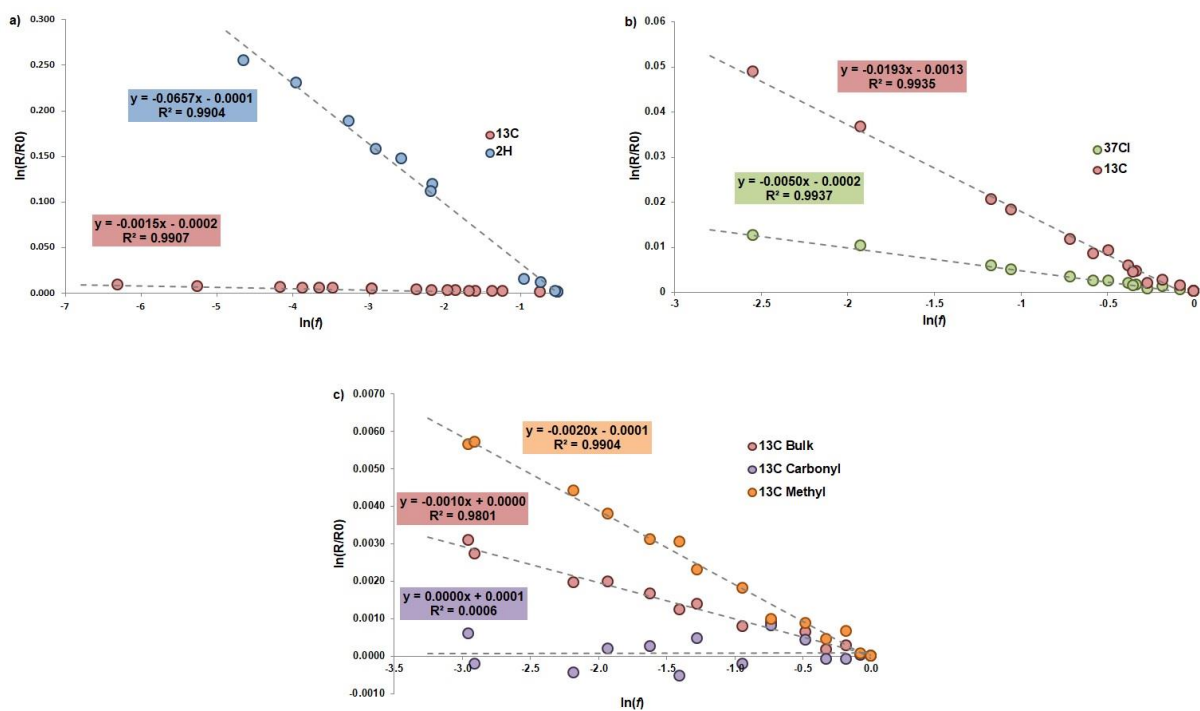 a)
0.300
0.250
0.200
0.150
0.100
0.050
0.000
ln(R/R0)
y = -0.0657x - 0.0001
R² = 0.9904
y = -0.0015x - 0.0002
R² = 0.9907
13C
2H
-7 -6 -5 -4 -3 -2 -1
ln(f)
b)
0.06
0.05
0.04
0.03
0.02
0.01
0
ln(R/R0)
y = -0.0193x - 0.0013
R² = 0.9935
y = -0.0050x - 0.0002
R² = 0.9937
37Cl
13C
-3 -2.5 -2 -1.5 -1 -0.5 0
ln(f)
c)
0.0070
0.0060
0.0050
0.0040
0.0030
0.0020
0.0010
0.0000
-0.0010
ln(R/R0)
y = -0.0020x - 0.0001
R² = 0.9904
y = -0.0010x + 0.0000
R² = 0.9801
y = 0.0000x + 0.0001
R² = 0.0006
13C Bulk
13C Carbonyl
13C Methyl
-3.5 -3.0 -2.5 -2.0 -1.5 -1.0 -0.5 0.0
ln(f)